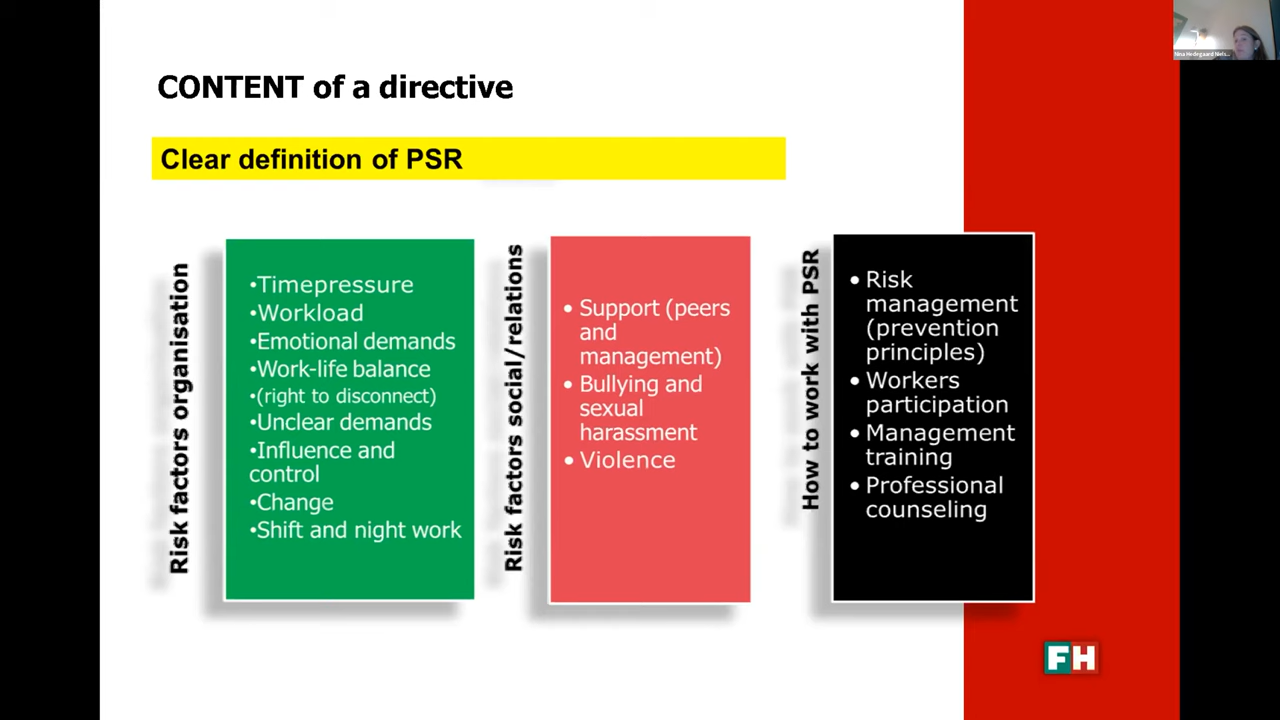 CONTENT of a directive
Clear definition of PSR
Risk factors organisation
•Timepressure
•Workload
•Emotional demands
•Work-life balance
•(right to disconnect)
•Unclear demands
•Influence and
control
•Change
•Shift and night work
Risk factors social/relations
• Support (peers
and
management)
• Bullying and
sexual
harassment
• Violence
How to work with PSR
• Risk
management
(prevention
principles)
• Workers
participation
• Management
training
• Professional
counseling
FH
Nina Hedegaard Niels...